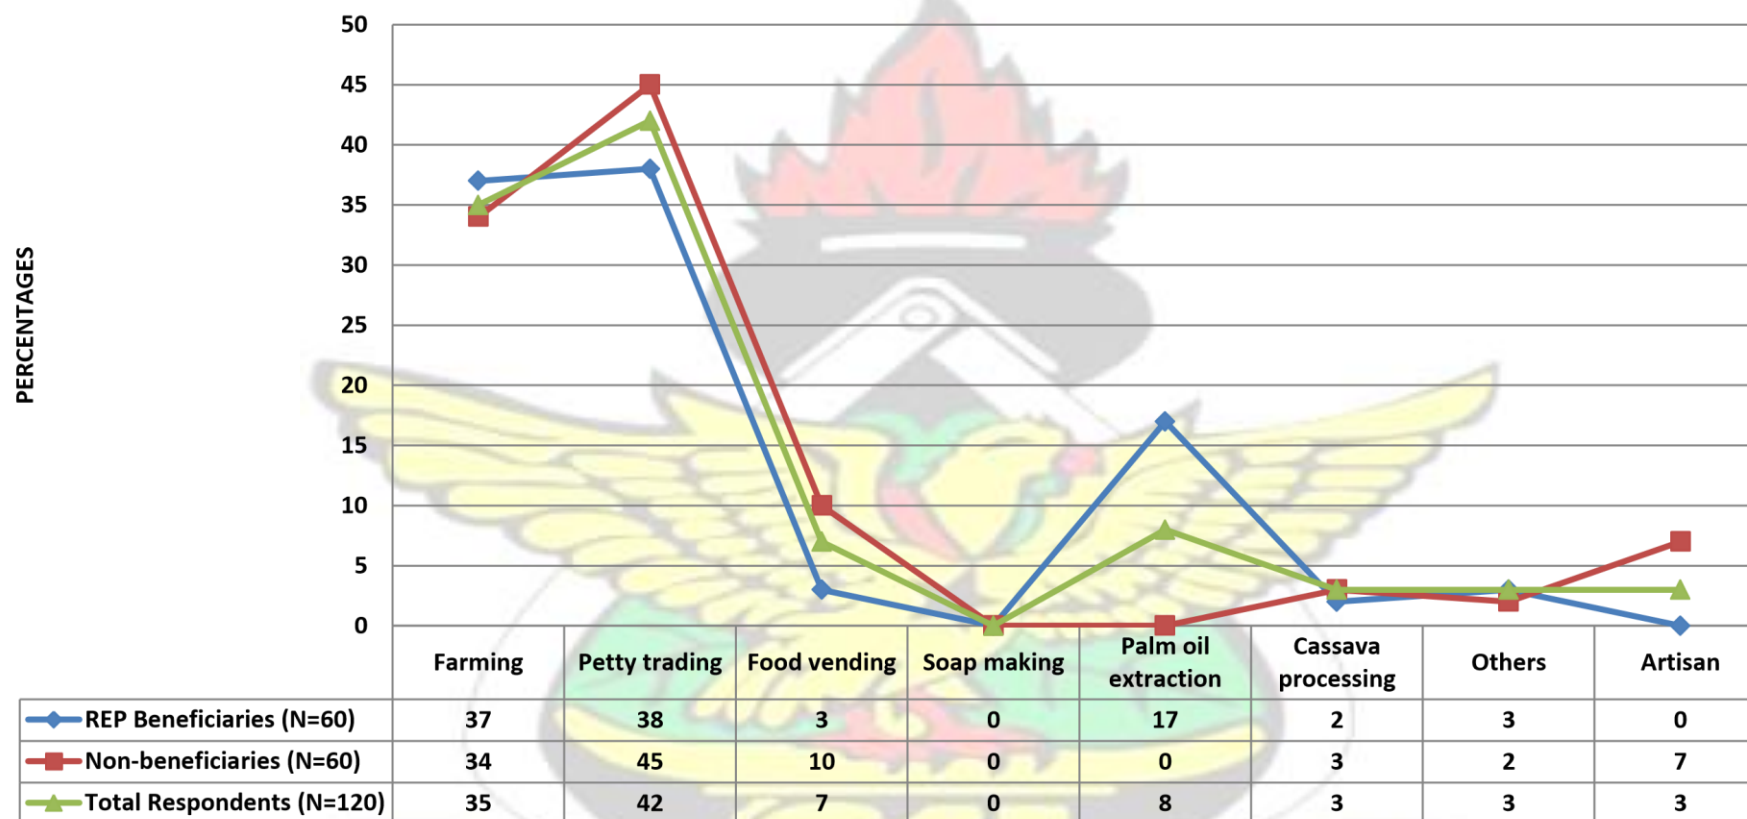 PERCENTAGES
50
45
40
35
30
25
20
15
10
5
0
Farming Petty trading Food vending Soap making Palm oil extraction Cassava processing Others Artisan
REP Beneficiaries (N=60) 37 38 3 0 17 2 3 0
Non-beneficiaries (N=60) 34 45 10 0 0 3 2 7
Total Respondents (N=120) 35 42 7 0 8 3 3 3